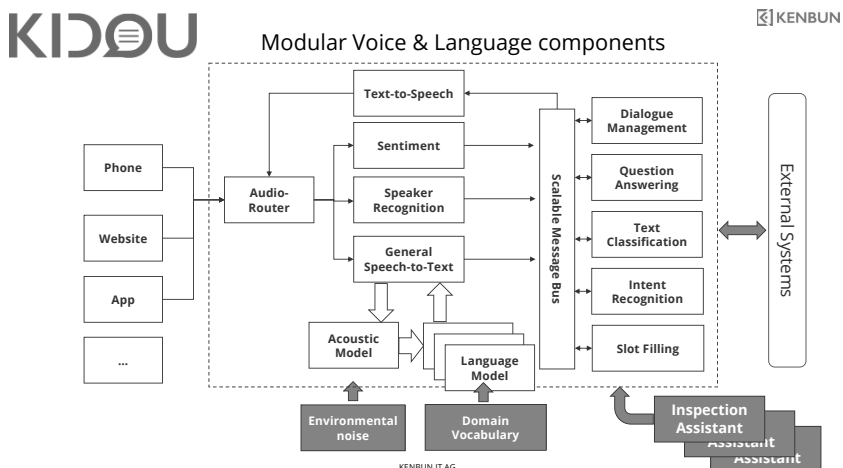 KIDOU
KENBUN
Modular Voice & Language components
Text-to-Speech
Sentiment
Speaker
Recognition
General
Speech-to-Text
Phone
Website
App
...
Audio-
Router
Acoustic
Model
Language
Model
Scalable Message Bus
Dialogue
Management
Question
Answering
Text
Classification
Intent
Recognition
Slot Filling
External Systems
Environmental
noise
Domain
Vocabulary
Inspection
Assistant
Assistant
Assistant
KENBUN IT AG